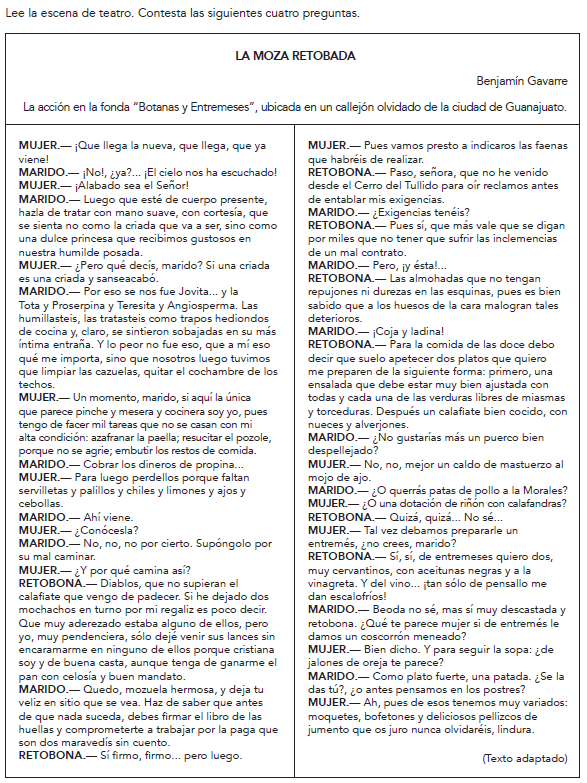 Lee la escena de teatro. Contesta las siguientes cuatro preguntas.
LA MOZA RETOBADA
Benjamín Gavarre
La acción en la fonda “Botanas y Entremeses”, ubicada en un callejón olvidado de la ciudad de Guanajuato.
MUJER.— ¡Que llega la nueva, que llega, que ya
viene!
MARIDO.— ¡No!, ¿ya?... ¡El cielo nos ha escuchado!
MUJER.— ¡Alabado sea el Señor!
MARIDO.— Luego que esté de cuerpo presente,
hazla de tratar con mano suave, con cortesía, que
se sienta no como la criada que va a ser, sino como
una dulce princesa que recibimos gustosos en
nuestra humilde posada.
MUJER.— ¿Pero qué decís, marido? Si una criada
es una criada y sanseacabó.
MARIDO.— Por eso se nos fue Jovita... y la
Tota y Proserpina y Teresita y Angiosperma. Las
humillasteis, las tratasteis como trapos hediondos
de cocina y, claro, se sintieron sobajadas en su más
íntima entraña. Y lo peor no fue eso, que a mí eso
qué me importa, sino que nosotros luego tuvimos
que limpiar las cazuelas, quitar el cochambre de los
techos.
MUJER.— Un momento, marido, si aquí la única
que parece pinche y mesera y cocinera soy yo, pues
tengo de facer mil tareas que no se casan con mi
alta condición: azafranar la paella; resucitar el pozole,
porque no se agrie; embutir los restos de comida.
MARIDO.— Cobrar los dineros de propina...
MUJER.— Para luego perdellos porque faltan
servilletas y palillos y chiles y limones y ajos y
cebollas.
MARIDO.— Ahí viene.
MUJER.— ¿Conócesla?
MARIDO.— No, no, no por cierto. Supóngolo por
su mal caminar.
MUJER.— ¿Y por qué camina así?
RETOBONA.— Diablos, que no supieran el
calafiate que vengo de padecer. Si he dejado dos
mochachos en turno por mi regaliz es poco decir.
Que muy aderezado estaba alguno de ellos, pero
yo, muy pendenciera, sólo dejé venir sus lances sin
encaramarme en ninguno de ellos porque cristiana
soy y de buena casta, aunque tenga de ganarme el
pan con celosía y buen mandato.
MARIDO.— Quedo, mozuela hermosa, y deja tu
veliz en sitio que se vea. Haz de saber que antes
de que nada suceda, debes firmar el libro de las
huellas y comprometerte a trabajar por la paga que
son dos maravedís sin cuento.
RETOBONA.— Sí firmo, firmo... pero luego.
MUJER.— Pues vamos presto a indicaros las faenas
que habréis de realizar.
RETOBONA.— Paso, señora, que no he venido
desde el Cerro del Tullido para oír reclamos antes
de entablar mis exigencias.
MARIDO.— ¿Exigencias tenéis?
RETOBONA.— Pues sí, que más vale que se digan
por miles que no tener que sufrir las inclemencias
de un mal contrato.
MARIDO.— Pero, ¡y ésta!...
RETOBONA.— Las almohadas que no tengan
repujones ni durezas en las esquinas, pues es bien
sabido que a los huesos de la cara malogran tales
deterioros.
MARIDO.— ¡Coja y ladina!
RETOBONA.— Para la comida de las doce debo
decir que suelo apetecer dos platos que quiero
me preparen de la siguiente forma: primero, una
ensalada que debe estar muy bien ajustada con
todas y cada una de las verduras libres de miasmas
y torceduras. Después un calafiate bien cocido, con
nueces y alverjones.
MARIDO.— ¿No gustarías más un puerco bien
despellejado?
MUJER.— No, no, mejor un caldo de mastuerzo al
mojo de ajo.
MARIDO.— ¿O querrás patas de pollo a la Morales?
MUJER.— ¿O una dotación de riñón con calafandras?
RETOBONA.— Quizá, quizá... No sé...
MUJER.— Tal vez debamos prepararle un
entremés, ¿no crees, marido?
RETOBONA.— Sí, sí, de entremeses quiero dos,
muy cervantinos, con aceitunas negras y a la
vinagreta. Y del vino... ¡tan sólo de pensallo me
dan escalofríos!
MARIDO.— Beoda no sé, mas sí muy descastada y
retobona. ¿Qué te parece mujer si de entremés le
damos un coscorrón meneado?
MUJER.— Bien dicho. Y para seguir la sopa: ¿de
jalones de oreja te parece?
MARIDO.— Como plato fuerte, una patada. ¿Se la
das tú?, ¿o antes pensamos en los postres?
MUJER.— Ah, pues de esos tenemos muy variados:
moquetes, bofetones y deliciosos pellizcos de
jumento que os juro nunca olvidaréis, lindura.
(Texto adaptado)